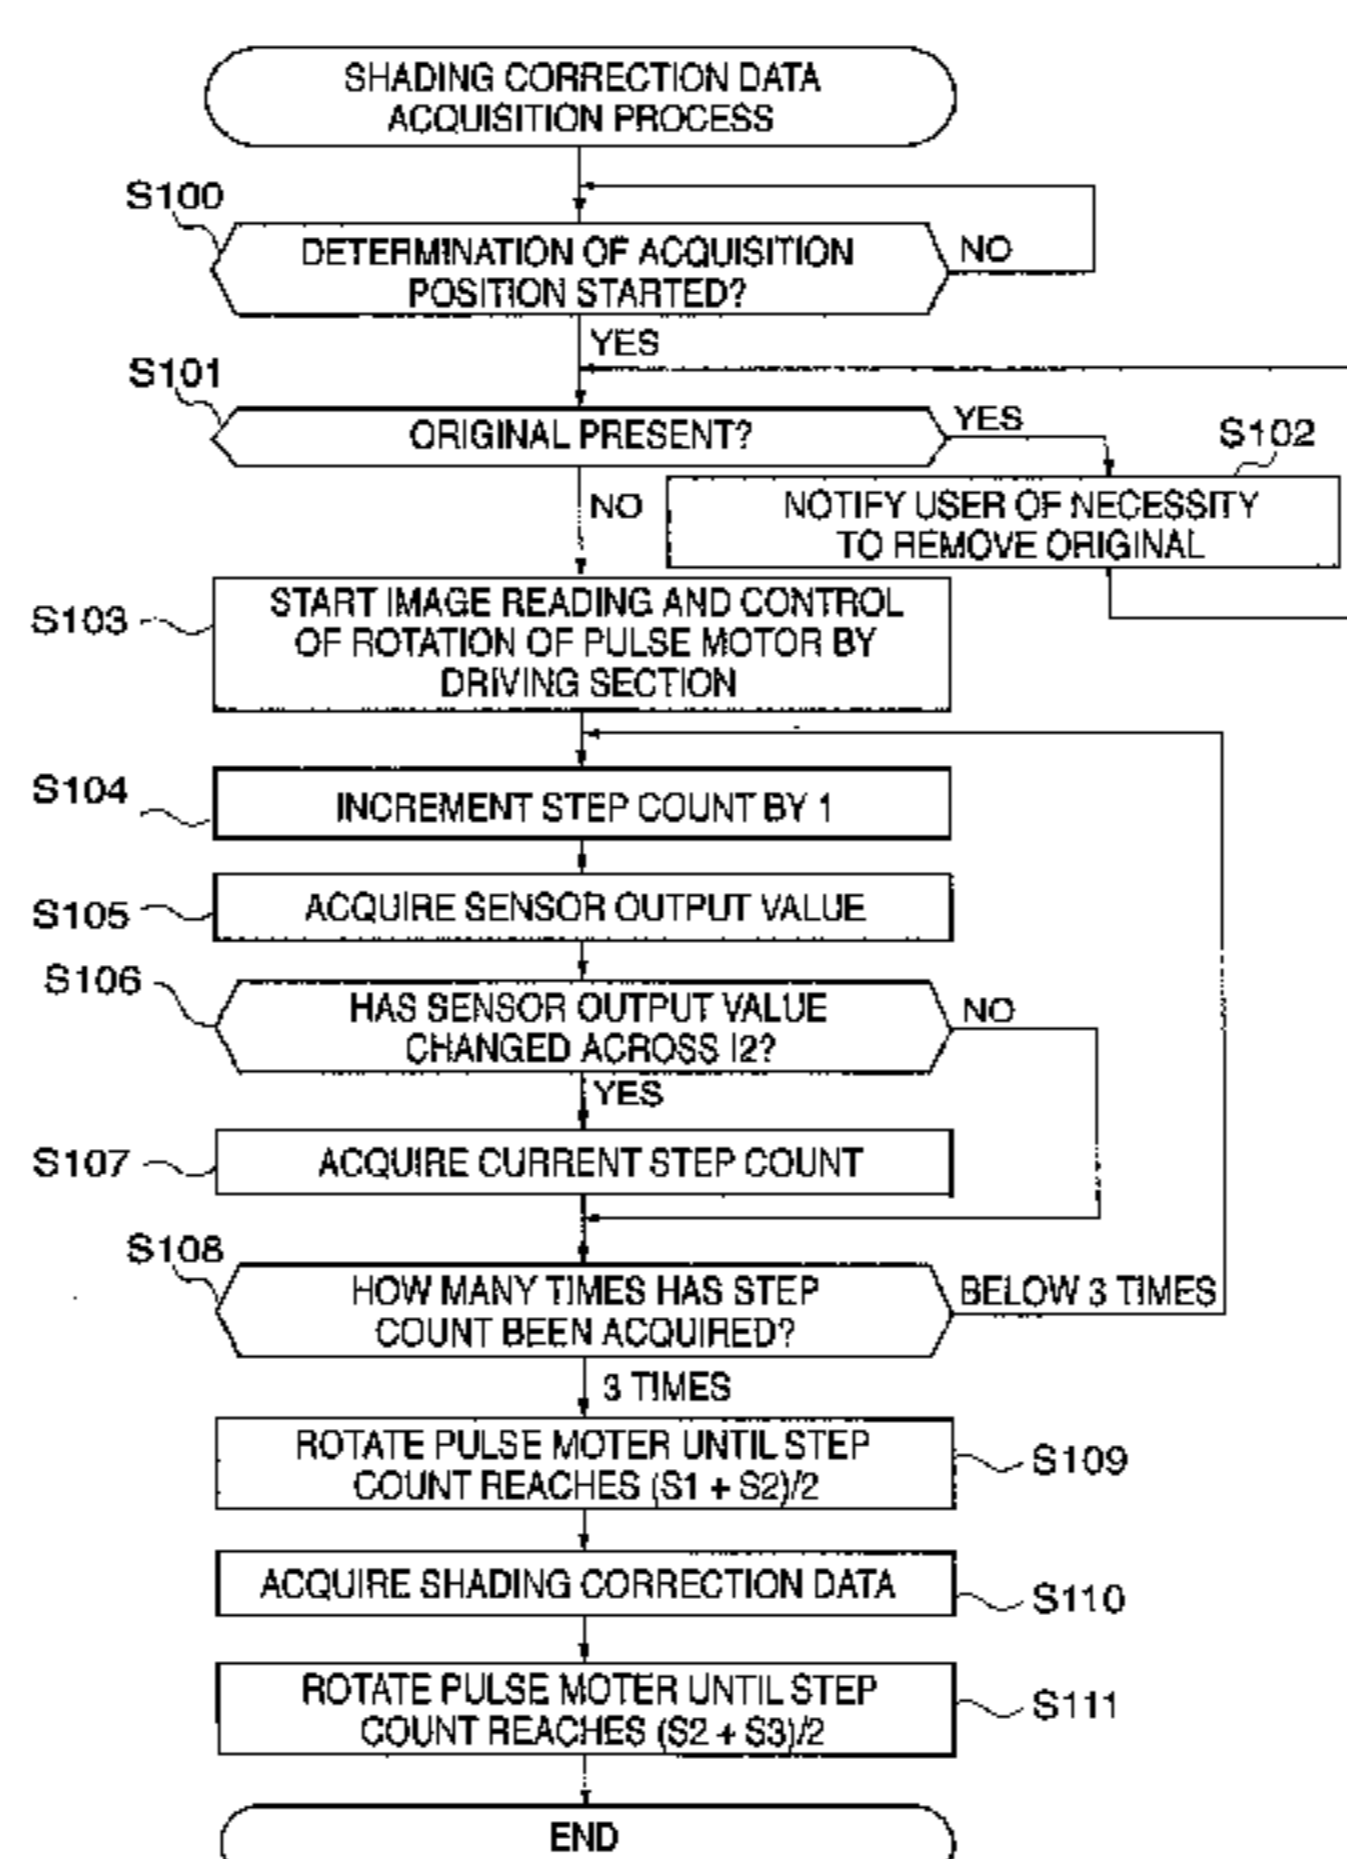 SHADING CORRECTION DATA
ACQUISITION PROCESS
S100
DETERMINATION OF ACQUISITION
POSITION STARTED?
NO
YES
S101
ORIGINAL PRESENT?
YES
S102
NO
NOTIFY USER OF NECESSITY
TO REMOVE ORIGINAL
S103
START IMAGE READING AND CONTROL
OF ROTATION OF PULSE MOTOR BY
DRIVING SECTION
S104
INCREMENT STEP COUNT BY 1
S105
ACQUIRE SENSOR OUTPUT VALUE
S106
HAS SENSOR OUTPUT VALUE
CHANGED ACROSS I2?
NO
YES
S107
ACQUIRE CURRENT STEP COUNT
S108
HOW MANY TIMES HAS STEP
COUNT BEEN ACQUIRED?
BELOW 3 TIMES
3 TIMES
ROTATE PULSE MOTER UNTIL STEP
COUNT REACHES (S1 + S2)/2
S109
ACQUIRE SHADING CORRECTION DATA
S110
ROTATE PULSE MOTER UNTIL STEP
COUNT REACHES (S2 + S3)/2
S111
END